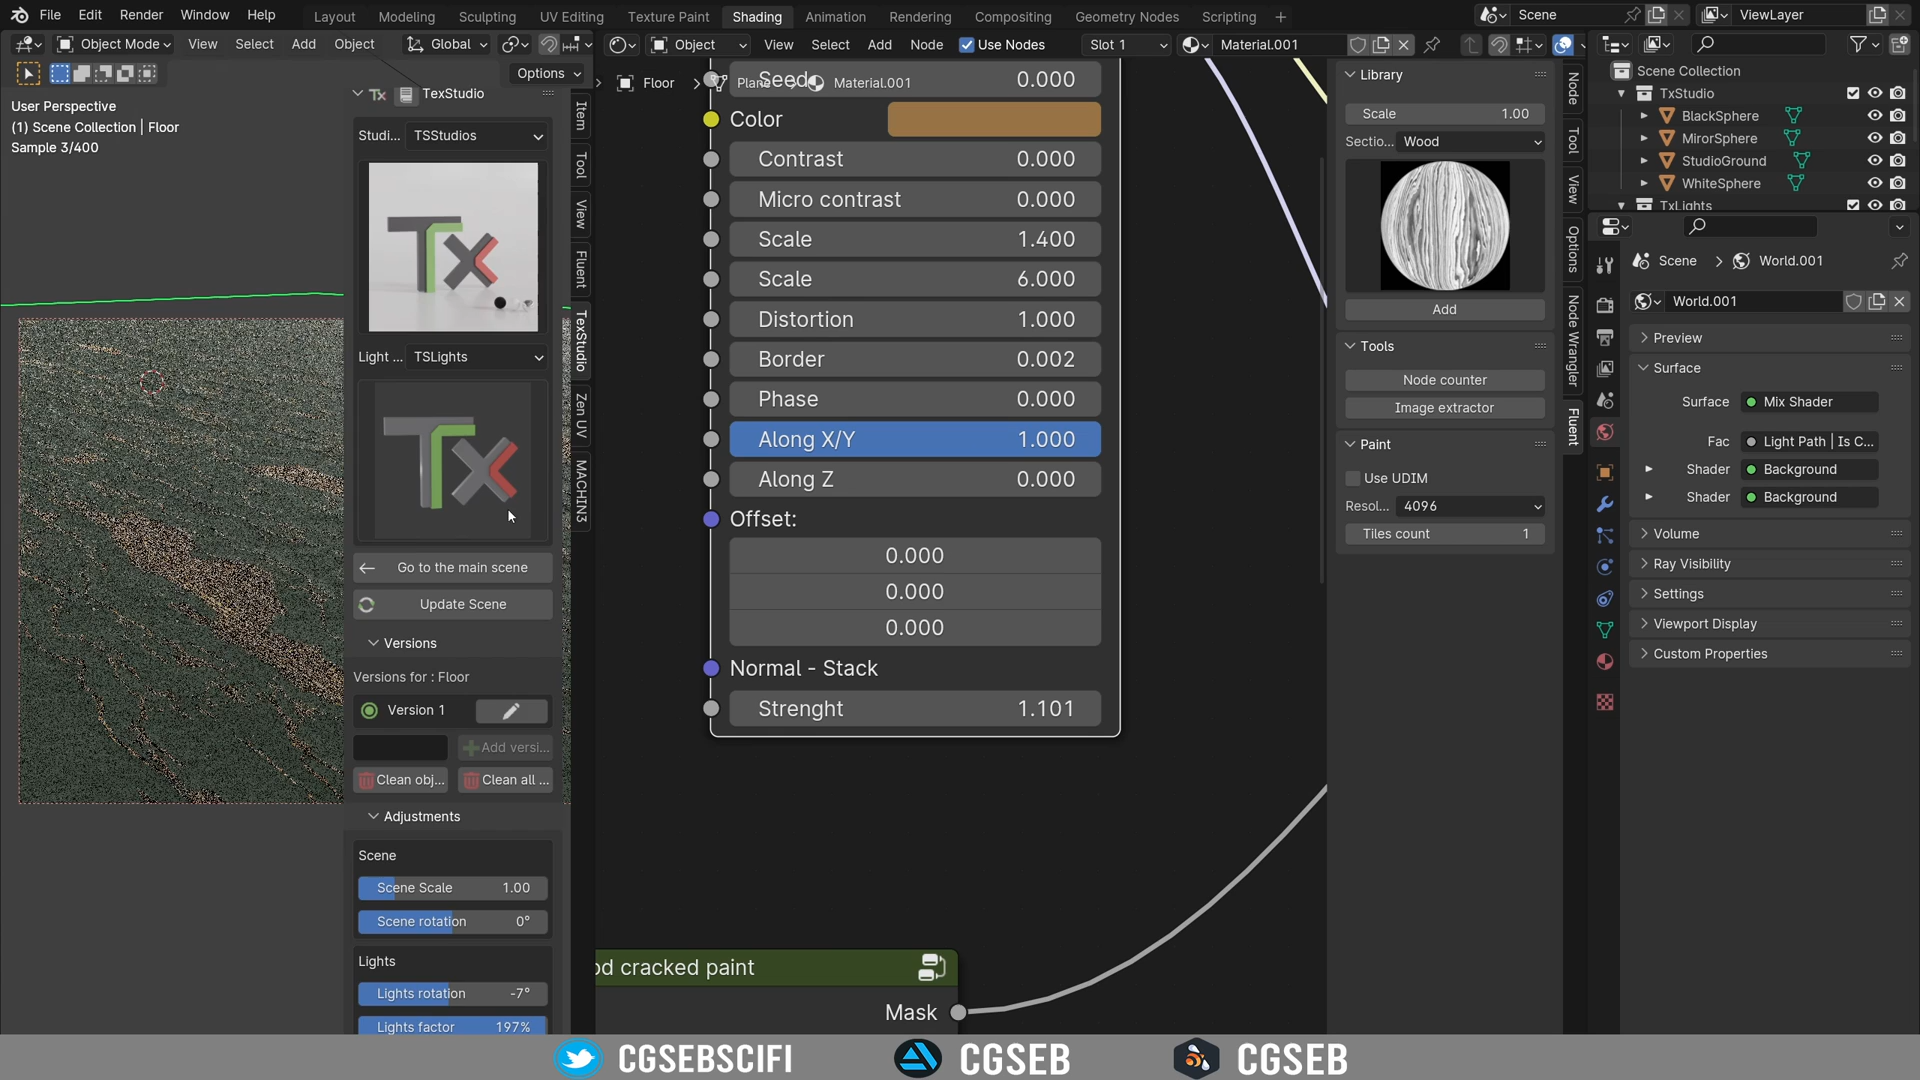 File Edit Render Window Help
Layout Modeling Sculpting UV Editing Texture Paint Shading Animation Rendering Compositing Geometry Nodes Scripting +
Scene
ViewLayer
Object Mode View Select Add Object Global
Object View Select Add Node Use Nodes Slot 1 Material.001
Options
User Perspective
(1) Scene Collection | Floor
Sample 3/400
Tx TexStudio
Studi... TSStudios
Tx
Light ... TSLights
Tx
Go to the main scene
Update Scene
Versions
Versions for : Floor
Version 1
Add versi...
Clean obj... Clean all ...
Adjustments
Scene
Scene Scale 1.00
Scene rotation 0°
Lights
Lights rotation -7°
Lights factor 197%
Item
Tool
View
Fluent
TexStudio
Zen UV
MACHIN3
Floor Plane Material.001
Seed 0.000
Color
Contrast 0.000
Micro contrast 0.000
Scale 1.400
Scale 6.000
Distortion 1.000
Border 0.002
Phase 0.000
Along X/Y 1.000
Along Z 0.000
Offset:
0.000
0.000
0.000
Normal - Stack
Strenght 1.101
od cracked paint
Mask
Library
Scale 1.00
Sectio... Wood
Add
Tools
Node counter
Image extractor
Paint
Use UDIM
Resol... 4096
Tiles count 1
Node
Tool
View
Options
Node Wrangler
Fluent
Scene Collection
TxStudio
BlackSphere
MirorSphere
StudioGround
WhiteSphere
TxLights
Scene World.001
World.001
Preview
Surface
Surface Mix Shader
Fac Light Path | Is C...
Shader Background
Shader Background
Volume
Ray Visibility
Settings
Viewport Display
Custom Properties
CGSEBSCIFI CGSEB CGSEB